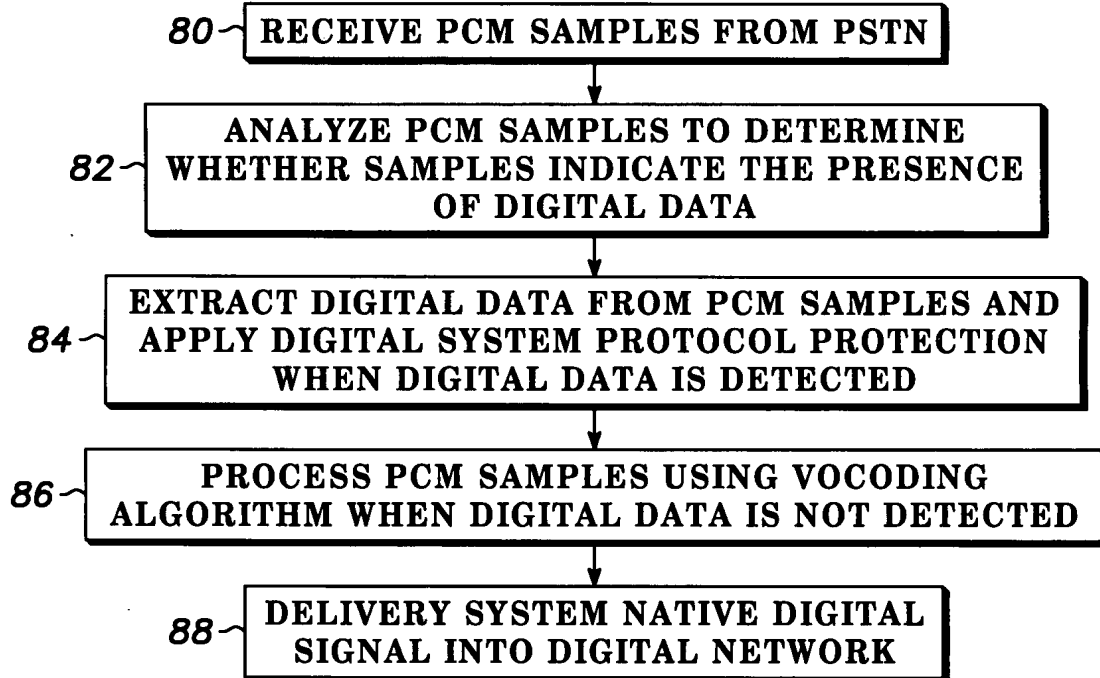 80 RECEIVE PCM SAMPLES FROM PSTN
ANALYZE PCM SAMPLES TO DETERMINE
82 WHETHER SAMPLES INDICATE THE PRESENCE
OF DIGITAL DATA
EXTRACT DIGITAL DATA FROM PCM SAMPLES AND
84 APPLY DIGITAL SYSTEM PROTOCOL PROTECTION
WHEN DIGITAL DATA IS DETECTED
86 PROCESS PCM SAMPLES USING VOCODING
ALGORITHM WHEN DIGITAL DATA IS NOT DETECTED
88 DELIVERY SYSTEM NATIVE DIGITAL
SIGNAL INTO DIGITAL NETWORK